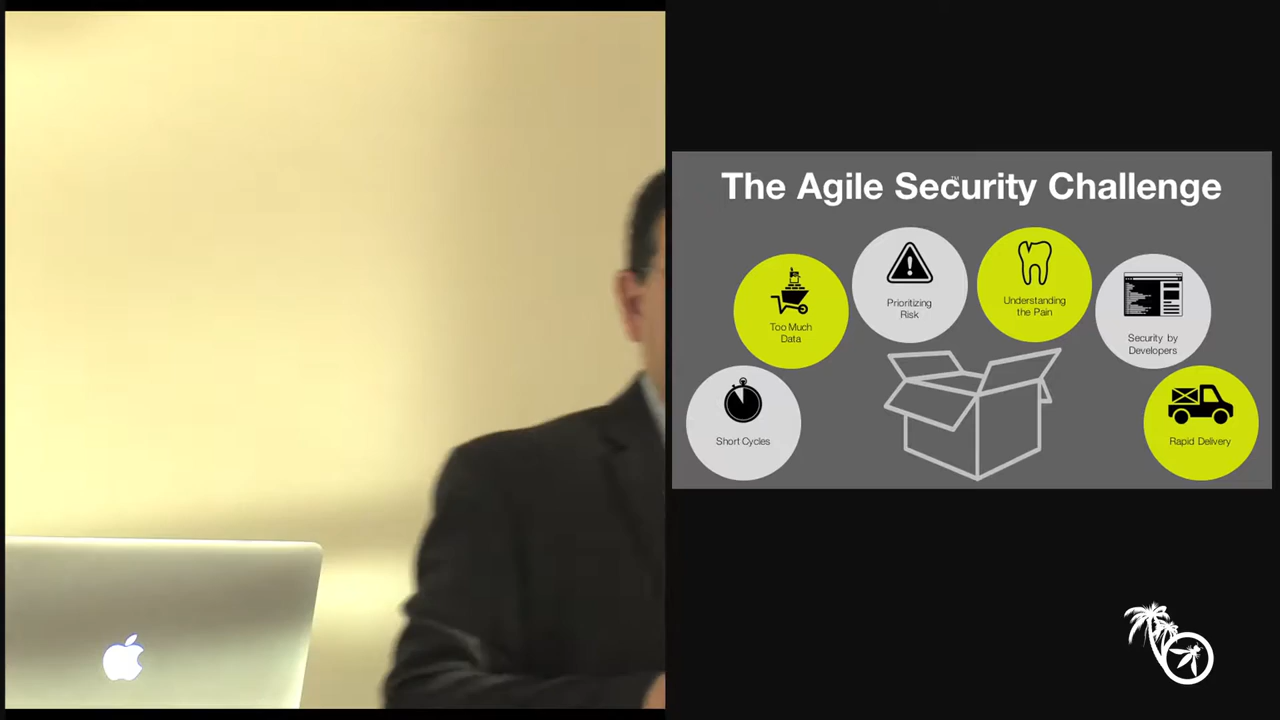 The Agile Security Challenge
Short Cycles
Too Much
Data
Prioritizing
Risk
Understanding
the Pain
Security by
Developers
Rapid Delivery